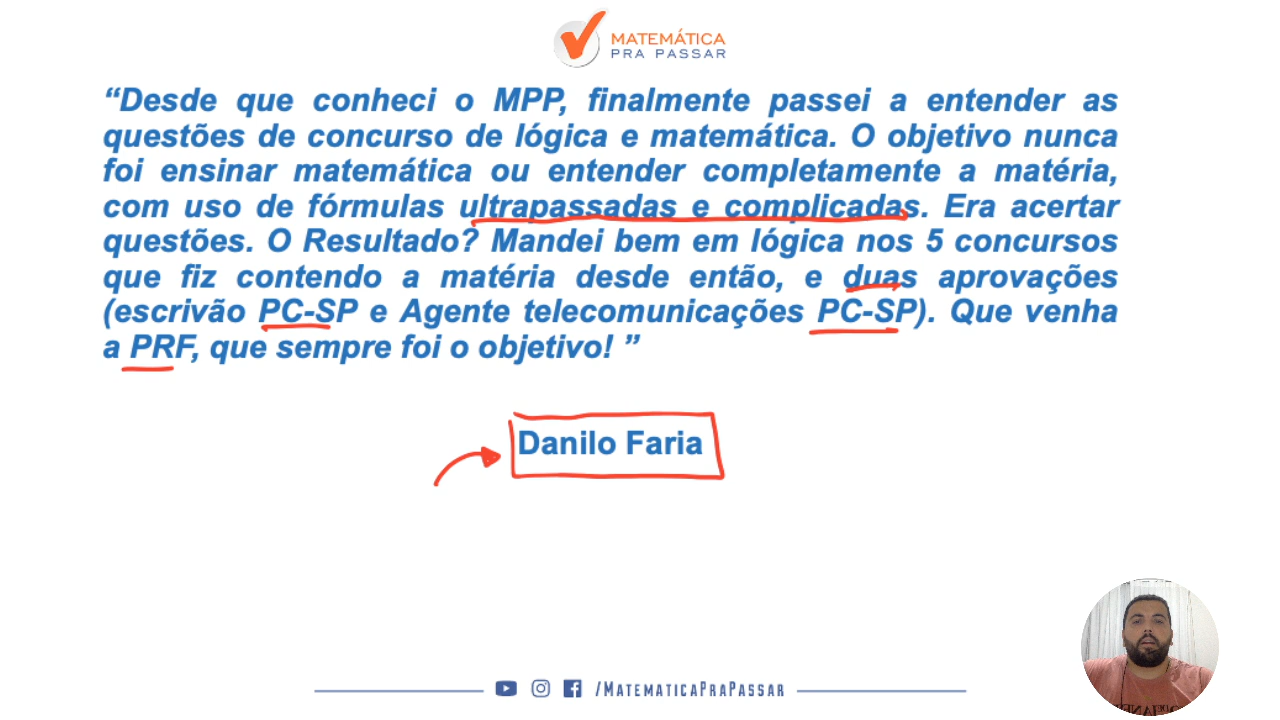 MATEMÁTICA
PRA PASSAR
“Desde que conheci o MPP, finalmente passei a entender as
questões de concurso de lógica e matemática. O objetivo nunca
foi ensinar matemática ou entender completamente a matéria,
com uso de fórmulas ultrapassadas e complicadas. Era acertar
questões. O Resultado? Mandei bem em lógica nos 5 concursos
que fiz contendo a matéria desde então, e duas aprovações
(escrivão PC-SP e Agente telecomunicações PC-SP). Que venha
a PRF, que sempre foi o objetivo! ”
Danilo Faria
/MATEMATICAPRAPASSAR